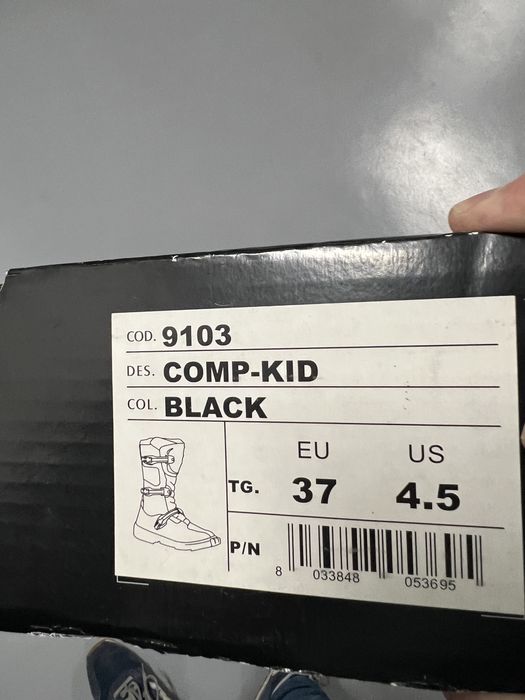 COD. 9103
DES. COMP-KID
COL. BLACK
EU US
TG. 37 4.5
P/N
8 033848 053695